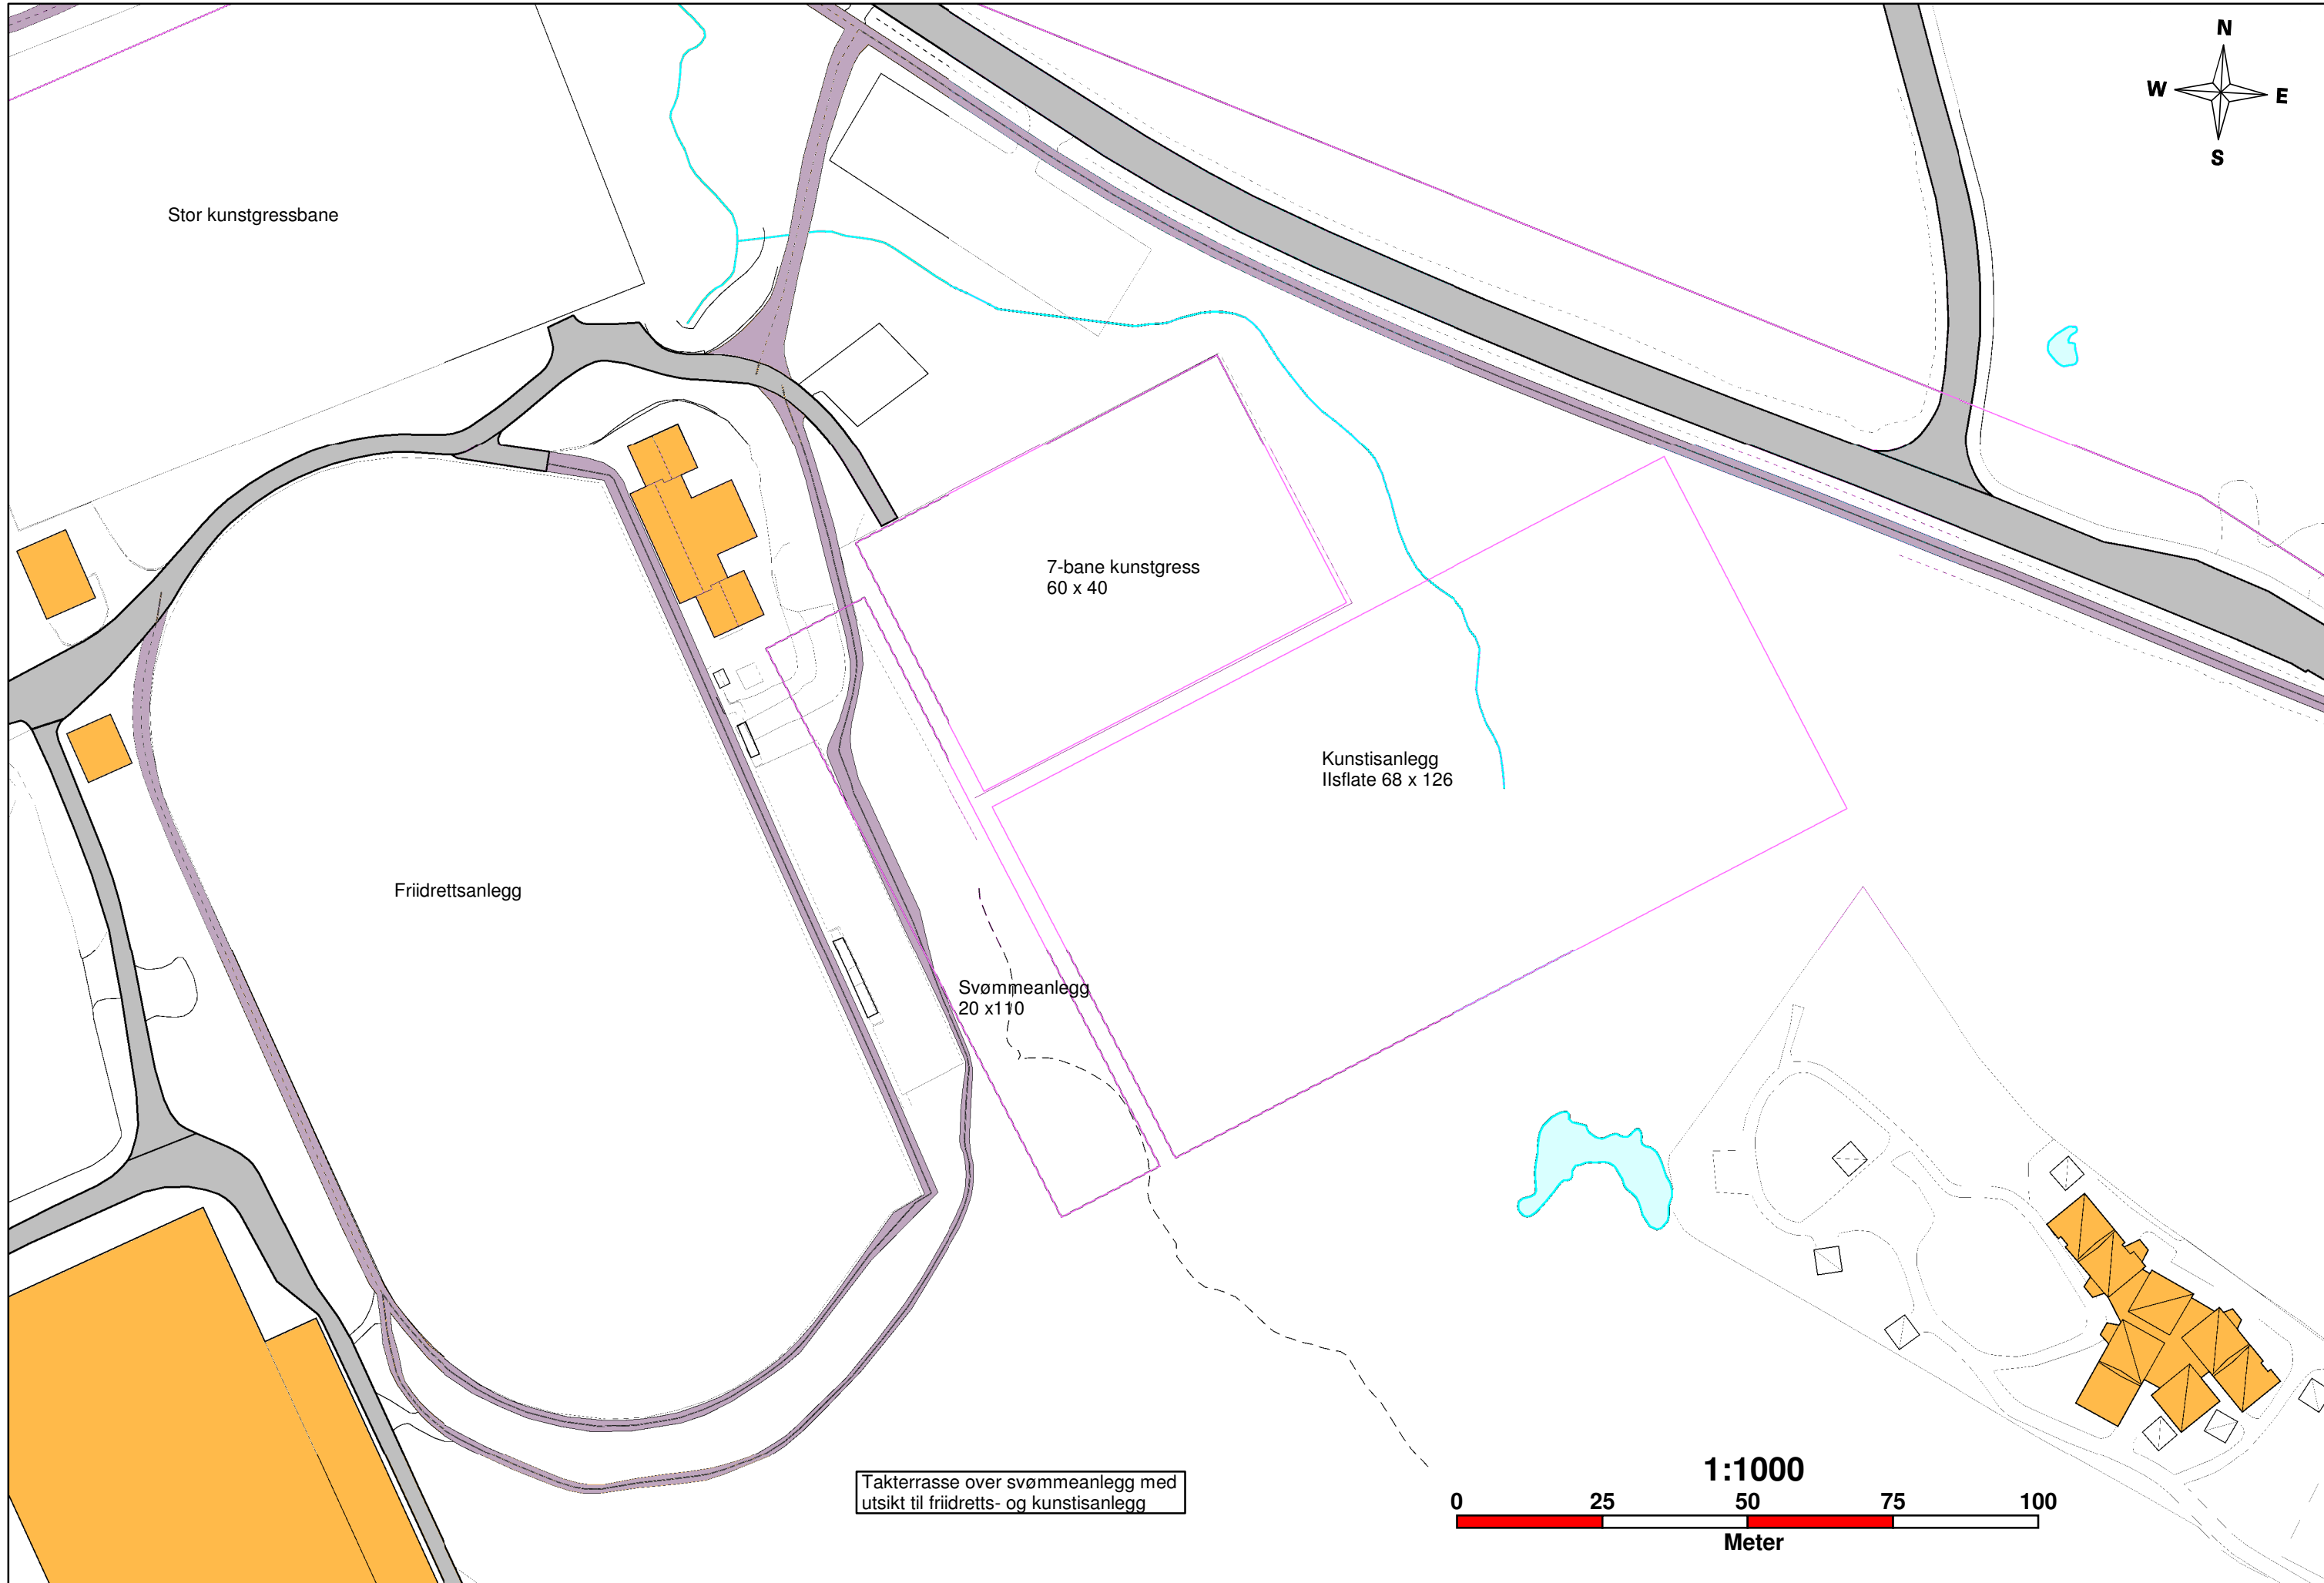 N
W E
S
Stor kunstgressbane
7-bane kunstgress
60 x 40
Kunstisanlegg
IIsflate 68 x 126
Friidrettsanlegg
Svømmeanlegg
20 x110
Takterrasse over svømmeanlegg med
utsikt til friidretts- og kunstisanlegg
1:1000
0 25 50 75 100
Meter